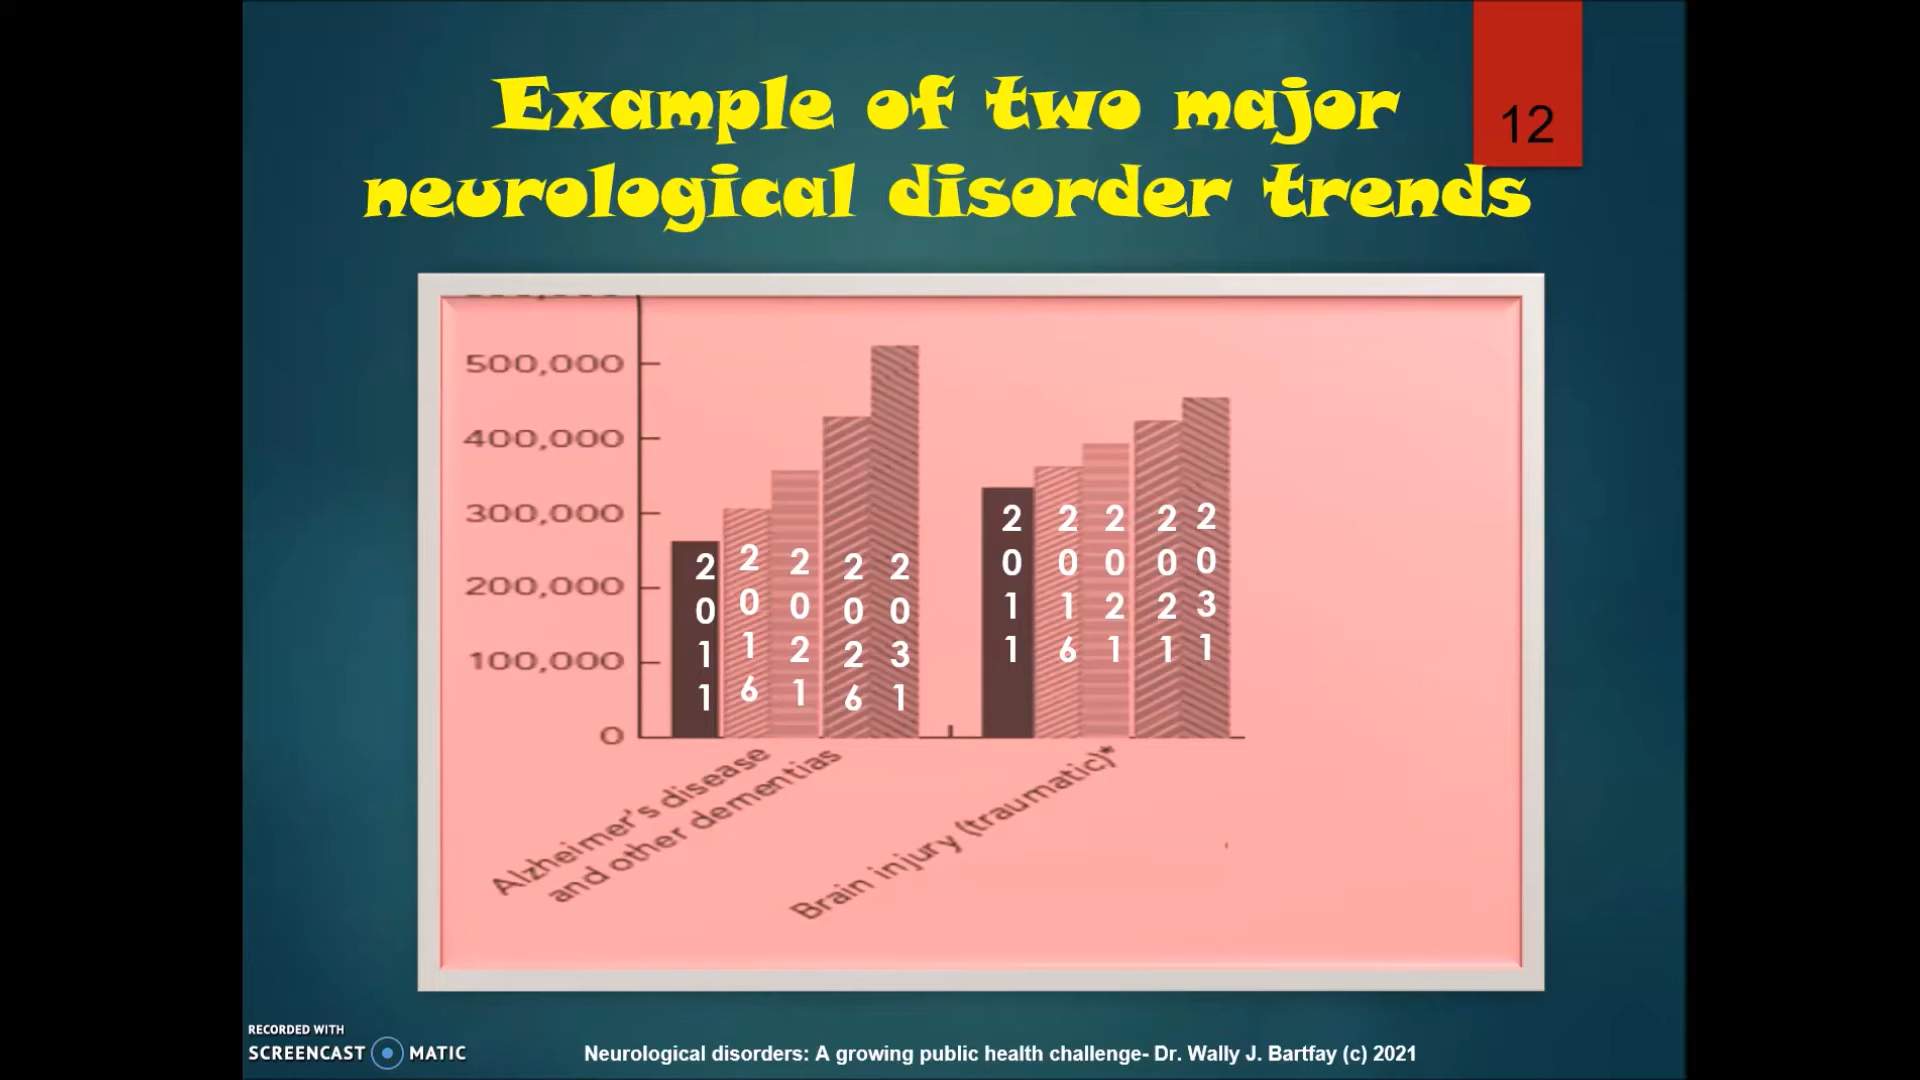 Example of two major
neurological disorder trends
12
500,000
400,000
300,000
200,000
100,000
0
2011
2016
2021
2026
2031
2011
2016
2021
2021
2031
Alzheimer's disease
and other dementias
Brain injury (traumatic)*
RECORDED WITH
SCREENCAST MATIC
Neurological disorders: A growing public health challenge- Dr. Wally J. Bartfay (c) 2021